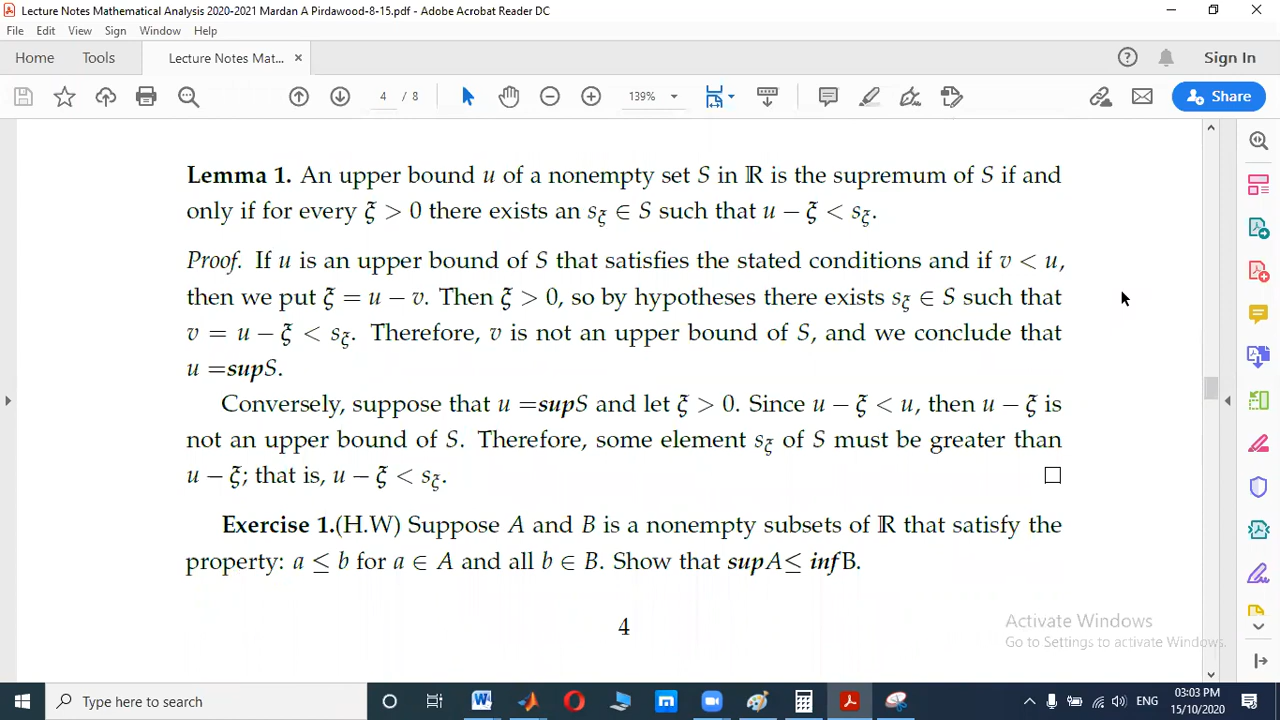 Lecture Notes Mathematical Analysis 2020-2021 Mardan A Pirdawood-8-15.pdf - Adobe Acrobat Reader DC
File Edit View Sign Window Help
Home Tools Lecture Notes Mat... × Sign In
4 / 8 139% Share
Lemma 1. An upper bound u of a nonempty set S in ℝ is the supremum of S if and
only if for every ξ > 0 there exists an s_ξ ∈ S such that u − ξ < s_ξ.
Proof. If u is an upper bound of S that satisfies the stated conditions and if v < u,
then we put ξ = u − v. Then ξ > 0, so by hypotheses there exists s_ξ ∈ S such that
v = u − ξ < s_ξ. Therefore, v is not an upper bound of S, and we conclude that
u =supS.
Conversely, suppose that u =supS and let ξ > 0. Since u − ξ < u, then u − ξ is
not an upper bound of S. Therefore, some element s_ξ of S must be greater than
u − ξ; that is, u − ξ < s_ξ. □
Exercise 1.(H.W) Suppose A and B is a nonempty subsets of ℝ that satisfy the
property: a ≤ b for a ∈ A and all b ∈ B. Show that supA≤ infB.
4
Activate Windows
Go to Settings to activate Windows.
Type here to search
ENG
03:03 PM
15/10/2020